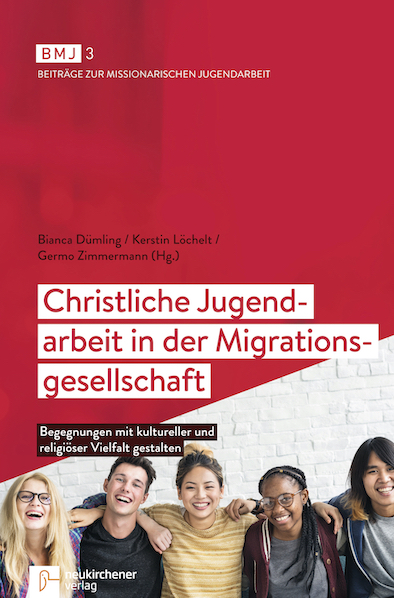 BMJ 3
BEITRÄGE ZUR MISSIONARISCHEN JUGENDARBEIT
Bianca Dümling / Kerstin Löchelt /
Germo Zimmermann (Hg.)
Christliche Jugend-
arbeit in der Migrations-
gesellschaft
Begegnungen mit kultureller und
religiöser Vielfalt gestalten
neukirchener
verlag